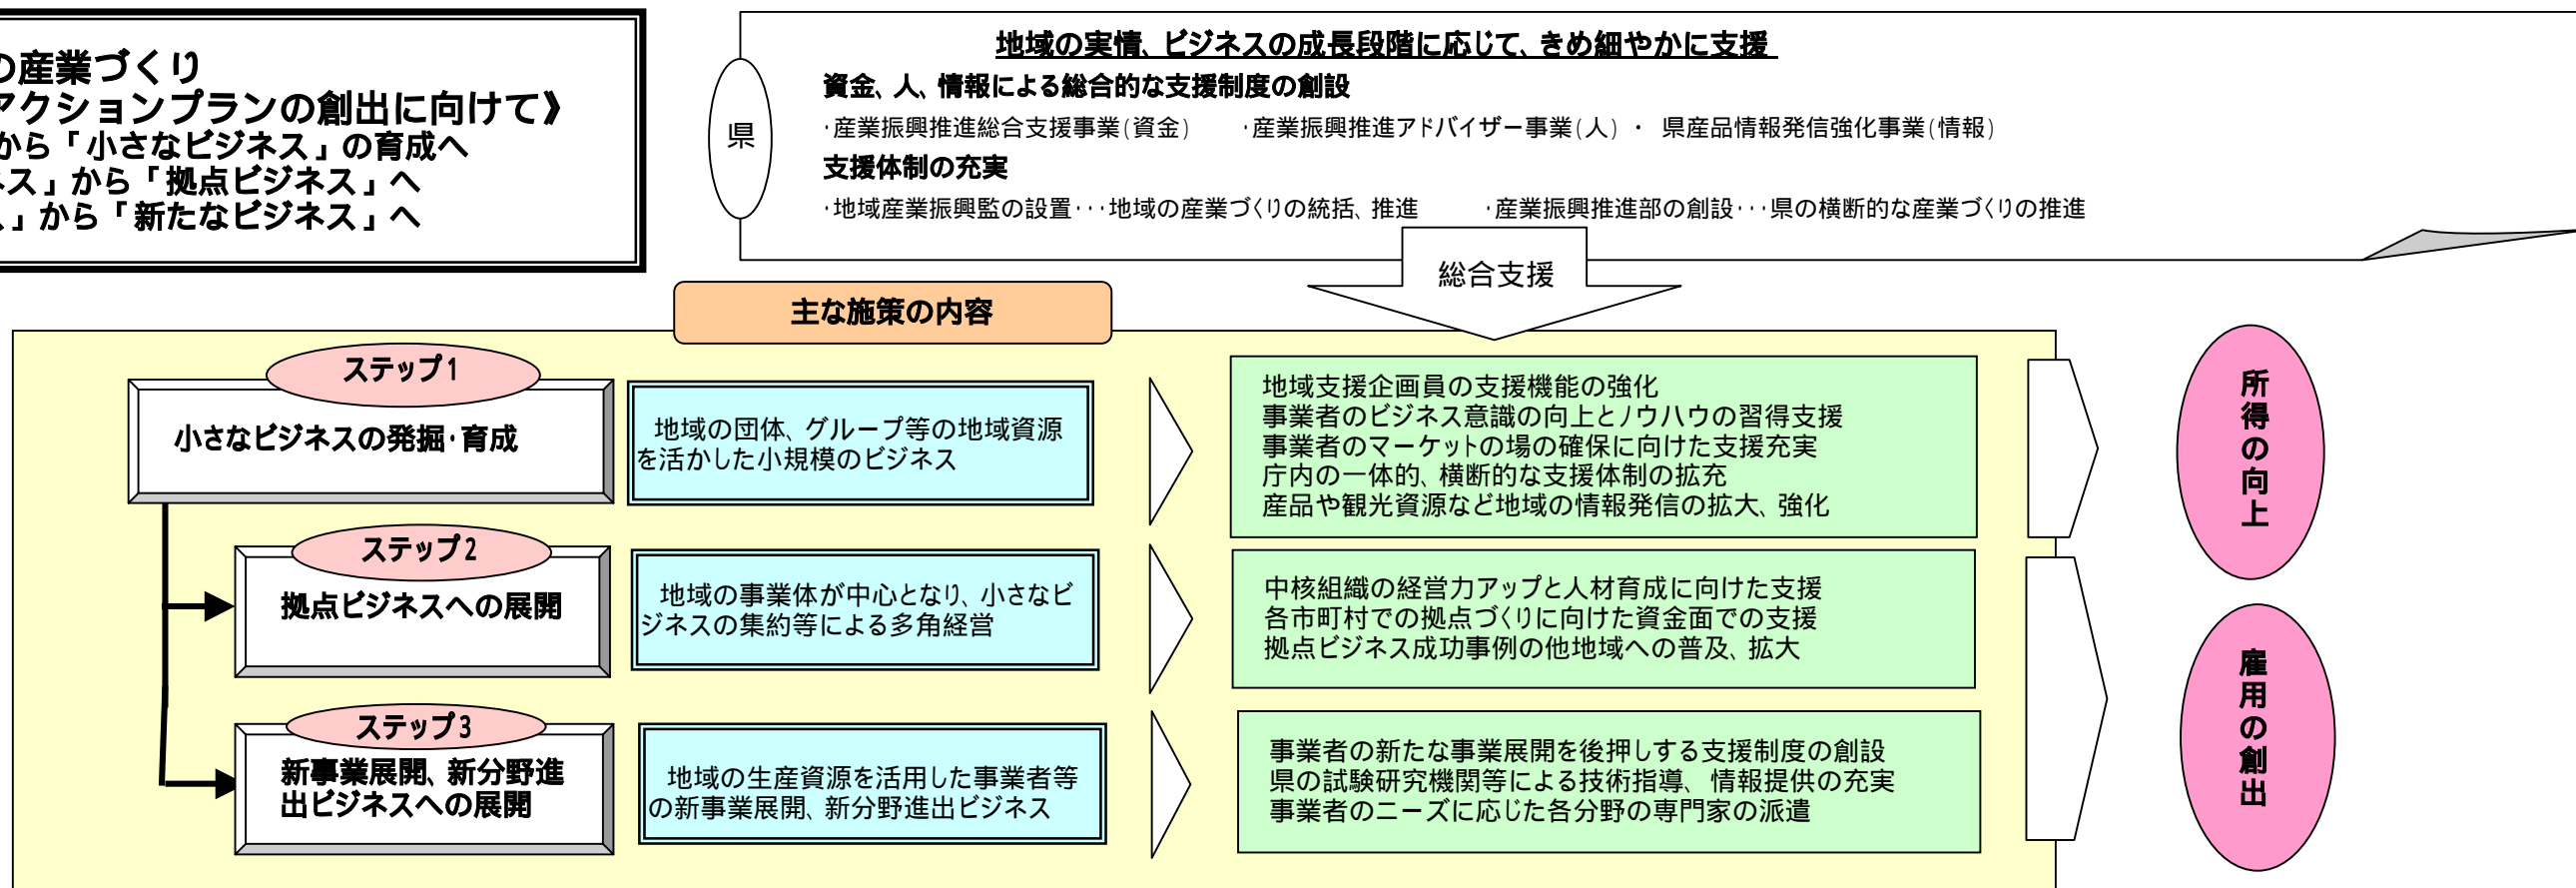 の産業づくり
アクションプランの創出に向けて》
から「小さなビジネス」の育成へ
ネス」から「拠点ビジネス」へ
」から「新たなビジネス」へ
県
地域の実情、ビジネスの成長段階に応じて、きめ細やかに支援
資金、人、情報による総合的な支援制度の創設
・産業振興推進総合支援事業(資金) ・産業振興推進アドバイザー事業(人) ・ 県産品情報発信強化事業(情報)
支援体制の充実
・地域産業振興監の設置・・・地域の産業づくりの統括、推進 ・産業振興推進部の創設・・・県の横断的な産業づくりの推進
総合支援
主な施策の内容
ステップ1
小さなビジネスの発掘・育成
地域の団体、グループ等の地域資源
を活かした小規模のビジネス
地域支援企画員の支援機能の強化
事業者のビジネス意識の向上とノウハウの習得支援
事業者のマーケットの場の確保に向けた支援充実
庁内の一体的、横断的な支援体制の拡充
産品や観光資源など地域の情報発信の拡大、強化
ステップ2
拠点ビジネスへの展開
地域の事業体が中心となり、小さなビ
ジネスの集約等による多角経営
中核組織の経営力アップと人材育成に向けた支援
各市町村での拠点づくりに向けた資金面での支援
拠点ビジネス成功事例の他地域への普及、拡大
ステップ3
新事業展開、新分野進
出ビジネスへの展開
地域の生産資源を活用した事業者等
の新事業展開、新分野進出ビジネス
事業者の新たな事業展開を後押しする支援制度の創設
県の試験研究機関等による技術指導、情報提供の充実
事業者のニーズに応じた各分野の専門家の派遣
所得の向上
雇用の創出